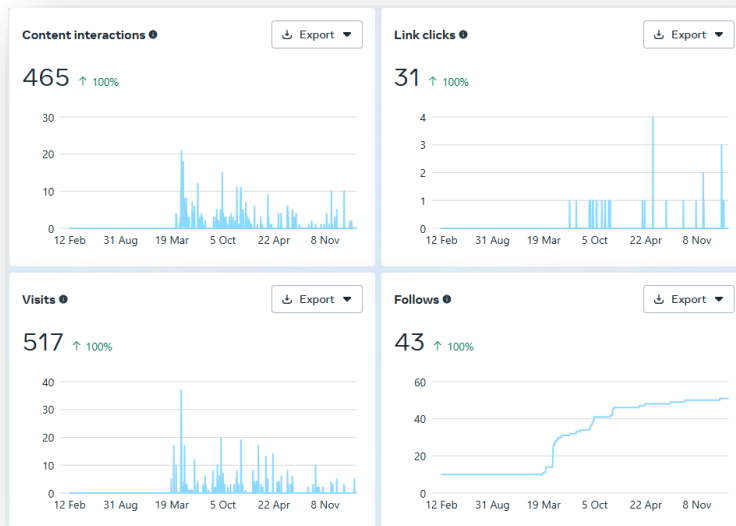 Content interactions
Export
465 ↑ 100%
30
20
10
0
12 Feb 31 Aug 19 Mar 5 Oct 22 Apr 8 Nov
Link clicks
Export
31 ↑ 100%
4
3
2
1
0
12 Feb 31 Aug 19 Mar 5 Oct 22 Apr 8 Nov
Visits
Export
517 ↑ 100%
40
30
20
10
0
12 Feb 31 Aug 19 Mar 5 Oct 22 Apr 8 Nov
Follows
Export
43 ↑ 100%
60
40
20
0
12 Feb 31 Aug 19 Mar 5 Oct 22 Apr 8 Nov